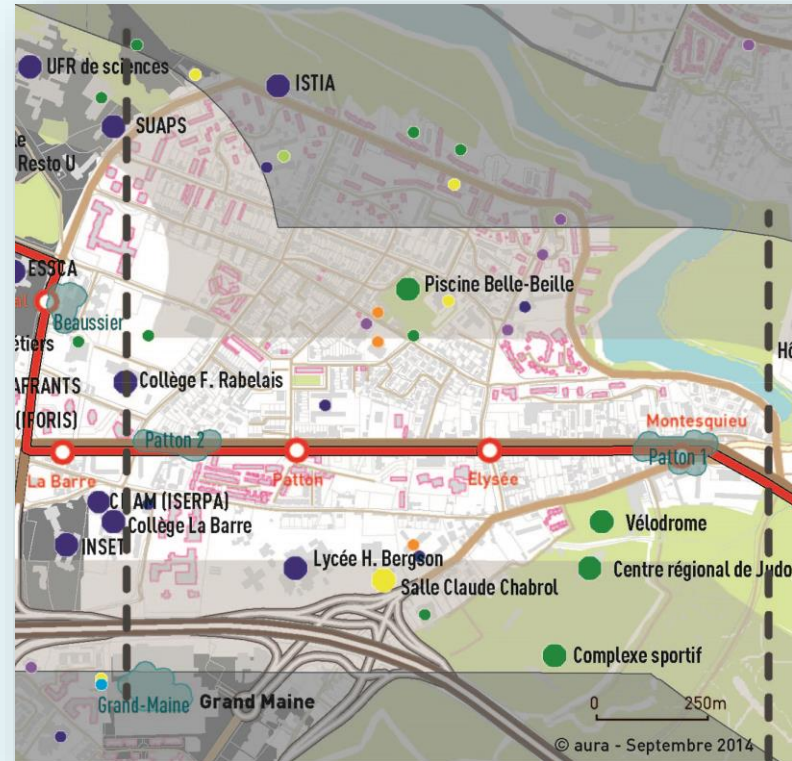 UFR de sciences
ISTIA
SUAPS
Resto U
ESSCA
Piscine Belle-Beille
Beaussier
Collège F. Rabelais
(IFORIS)
Montesquieu
Patton 2
Patton 1
La Barre
Patton
Elysée
(ISERPA)
Collège La Barre
Vélodrome
INSET
Lycée H. Bergson
Centre régional de Judo
Salle Claude Chabrol
Complexe sportif
Grand-Maine
Grand Maine
0 250m
© aura - Septembre 2014